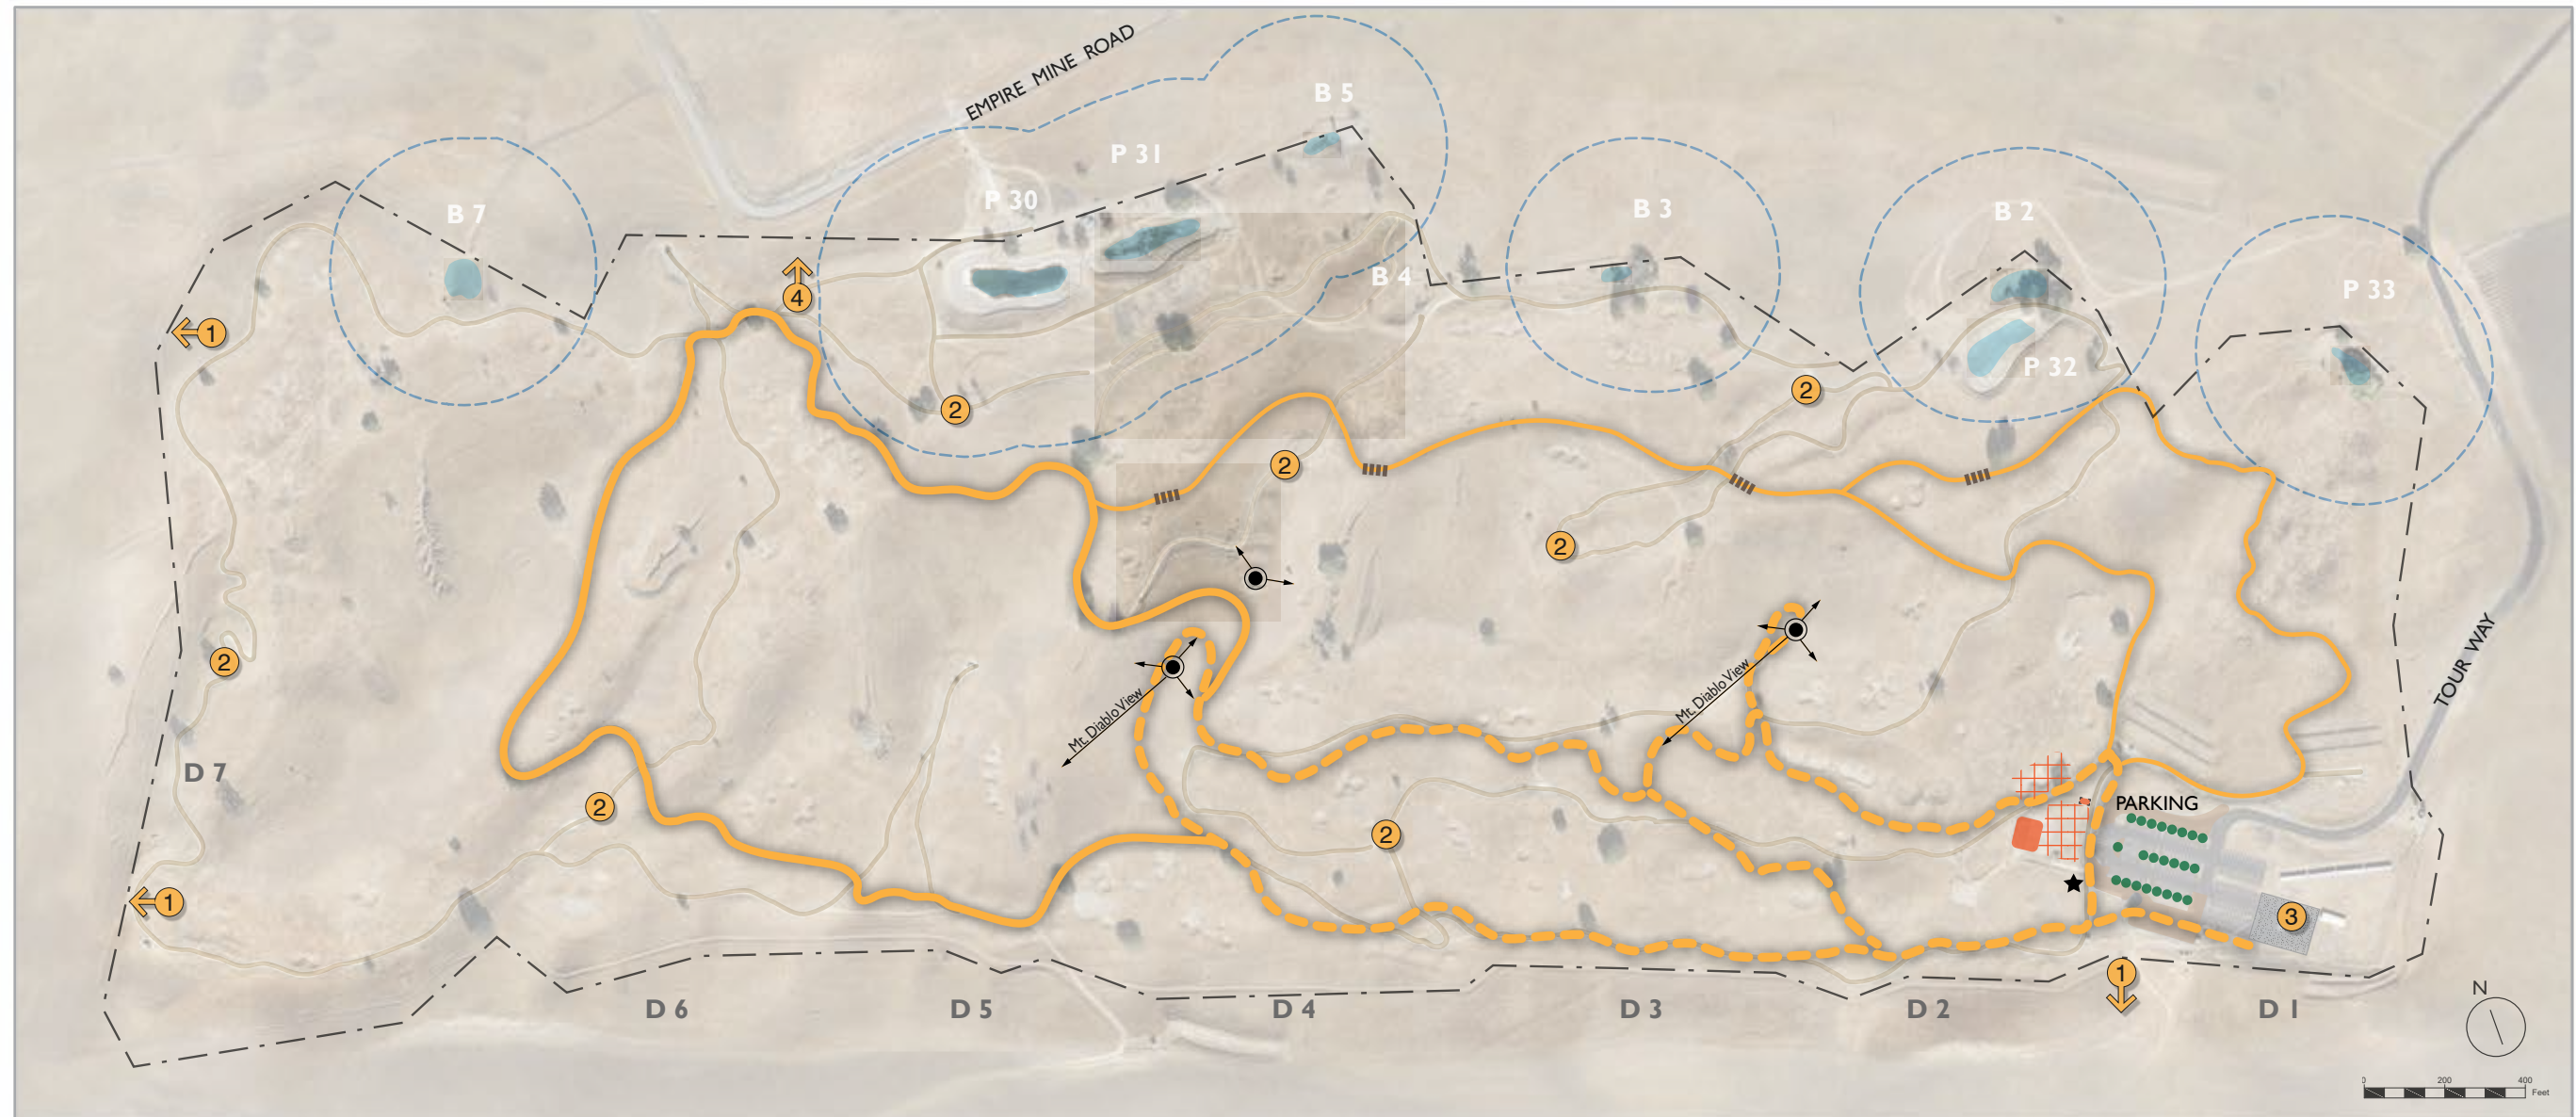 EMPIRE MINE ROAD
B 5
P 31
P 30
B 7
B 3
B 2
B 4
P 33
P 32
4
1
2
2
2
2
2
Mt. Diablo View
Mt. Diablo View
TOUR WAY
D 7
2
2
PARKING
1
3
1
D 6
D 5
D 4
D 3
D 2
D 1
N
0 200 400
Feet